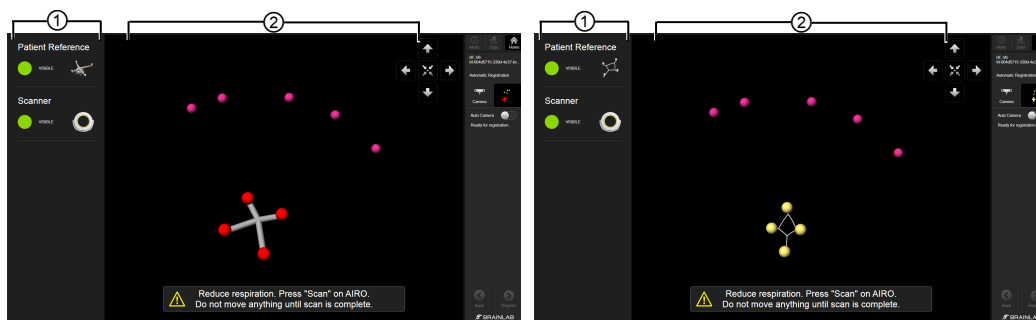 ① ②
Patient Reference
VISIBLE
Scanner
VISIBLE
Home
Automatic Registration
Camera
Auto Camera
Ready for registration
Reduce respiration. Press "Scan" on AIRO.
Do not move anything until scan is complete.
Back
BRAINLAB
① ②
Patient Reference
VISIBLE
Scanner
VISIBLE
Home
Automatic Registration
Camera
Auto Camera
Ready for registration
Reduce respiration. Press "Scan" on AIRO.
Do not move anything until scan is complete.
Back
BRAINLAB